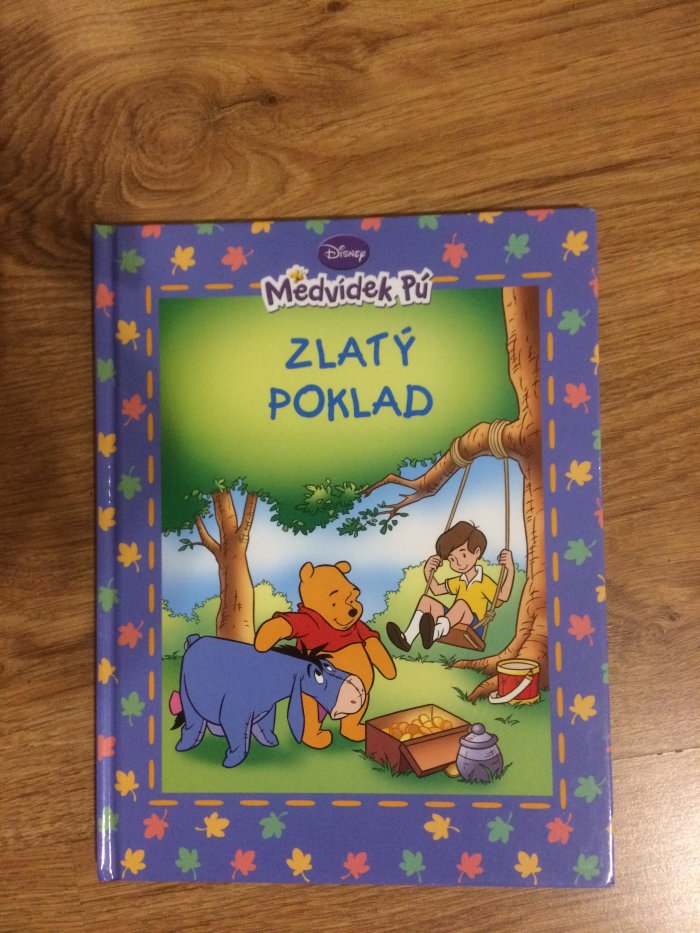 Disney
Medvídek Pú
ZLATÝ
POKLAD